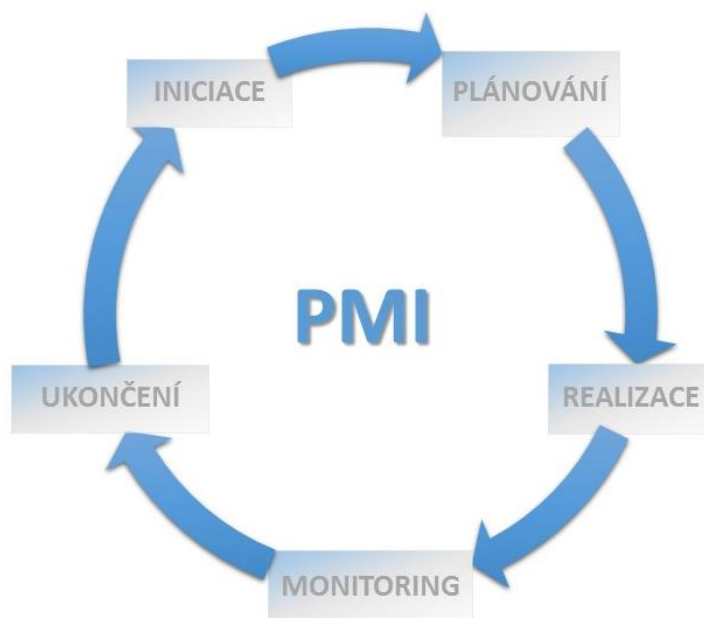 INICIACE
PLÁNOVÁNÍ
PMI
UKONČENÍ
REALIZACE
MONITORING